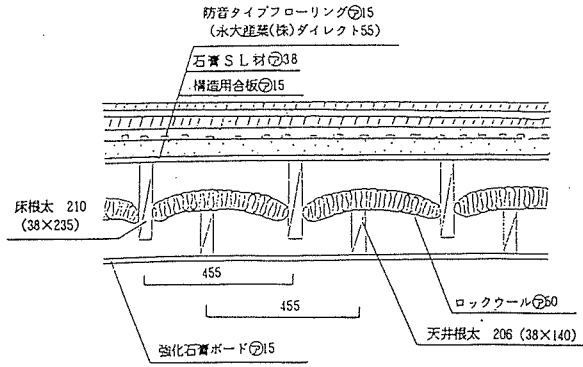 防音タイプフローリング㋐15
(永大産業(株)ダイレクト55)
石膏SL材㋐38
構造用合板㋐15
床根太 210
(38×235)
455
455
ロックウール㋐50
天井根太 206 (38×140)
強化石膏ボード㋐15